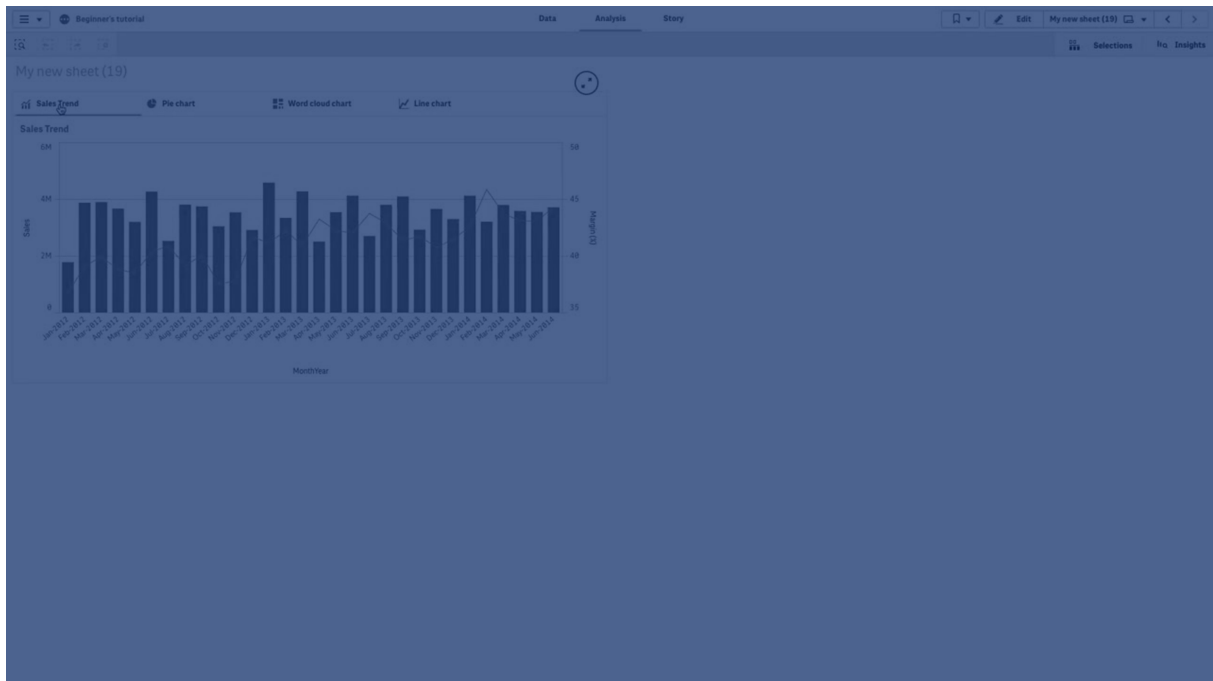 Beginner's tutorial
Data
Analysis
Story
Edit
My new sheet (19)
Selections
Insights
My new sheet (19)
Sales Trend
Pie chart
Word cloud chart
Line chart
Sales Trend
6M
4M
2M
0
Sales
50
45
40
35
Margin (%)
Jan-2012
Feb-2012
Mar-2012
Apr-2012
May-2012
Jun-2012
Jul-2012
Aug-2012
Sep-2012
Oct-2012
Nov-2012
Dec-2012
Jan-2013
Feb-2013
Mar-2013
Apr-2013
May-2013
Jun-2013
Jul-2013
Aug-2013
Sep-2013
Oct-2013
Nov-2013
Dec-2013
Jan-2014
Feb-2014
Mar-2014
Apr-2014
May-2014
Jun-2014
MonthYear